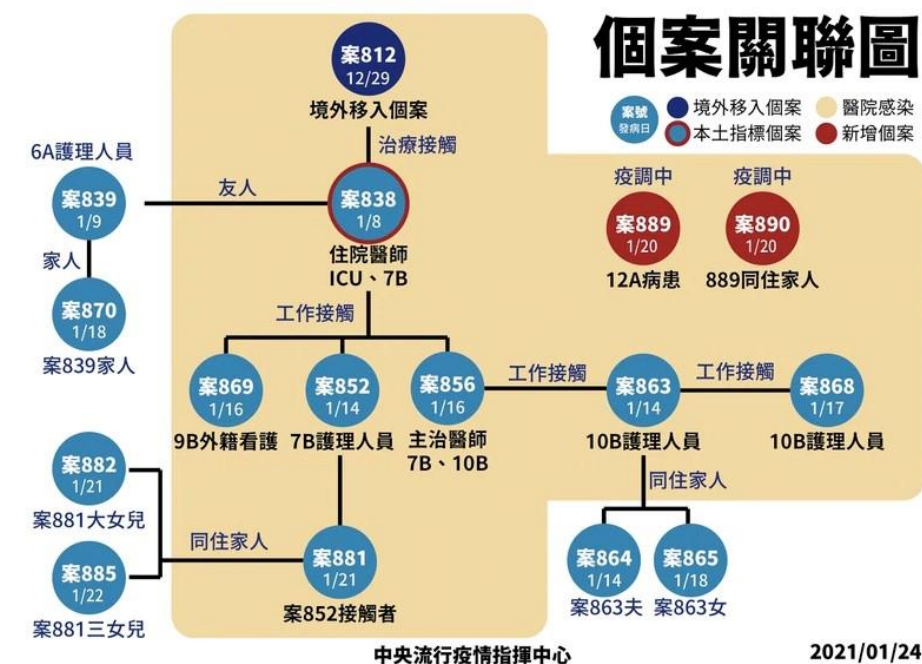 個案關聯圖
案號
發病日
境外移入個案
醫院感染
本土指標個案
新增個案
案812
12/29
境外移入個案
治療接觸
6A護理人員
案839
1/9
友人
案838
1/8
住院醫師
ICU、7B
家人
案870
1/18
案839家人
疫調中
案889
1/20
12A病患
疫調中
案890
1/20
889同住家人
工作接觸
案869
1/16
9B外籍看護
案852
1/14
7B護理人員
案856
1/16
主治醫師
7B、10B
工作接觸
案863
1/14
10B護理人員
工作接觸
案868
1/17
10B護理人員
同住家人
案864
1/14
案863夫
案865
1/18
案863女
案882
1/21
案881大女兒
案885
1/22
案881三女兒
同住家人
案881
1/21
案852接觸者
中央流行疫情指揮中心
2021/01/24